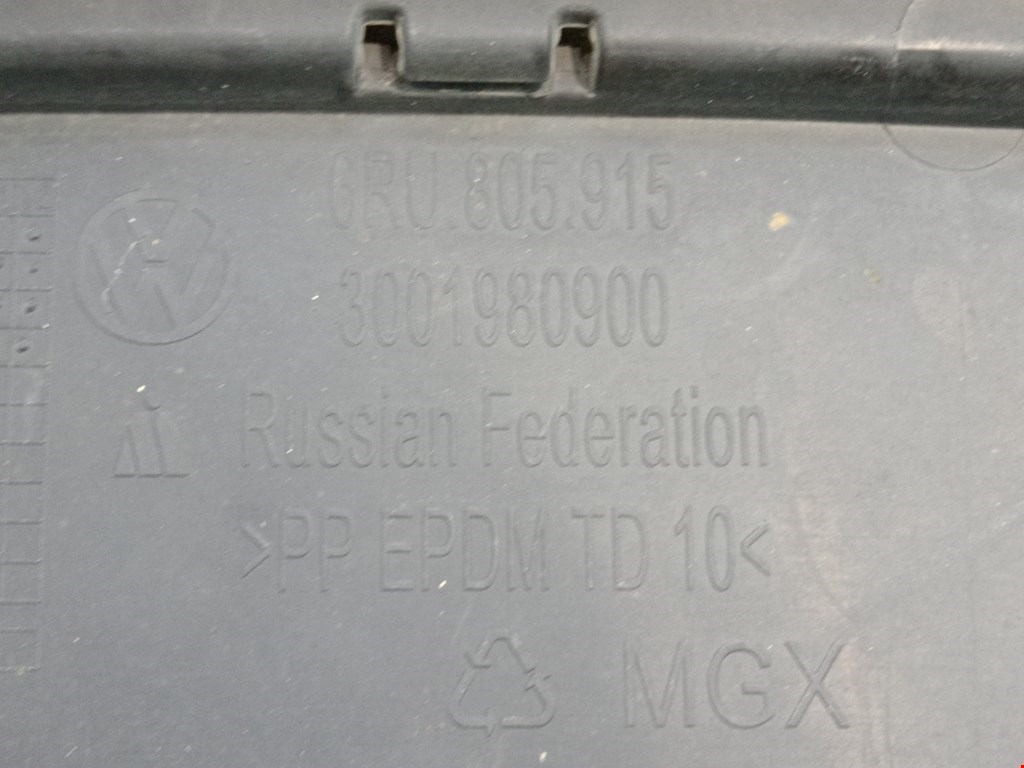 6RU.805.915
3001980900
Russian Federation
>PP EPDM TD 10<
MGX